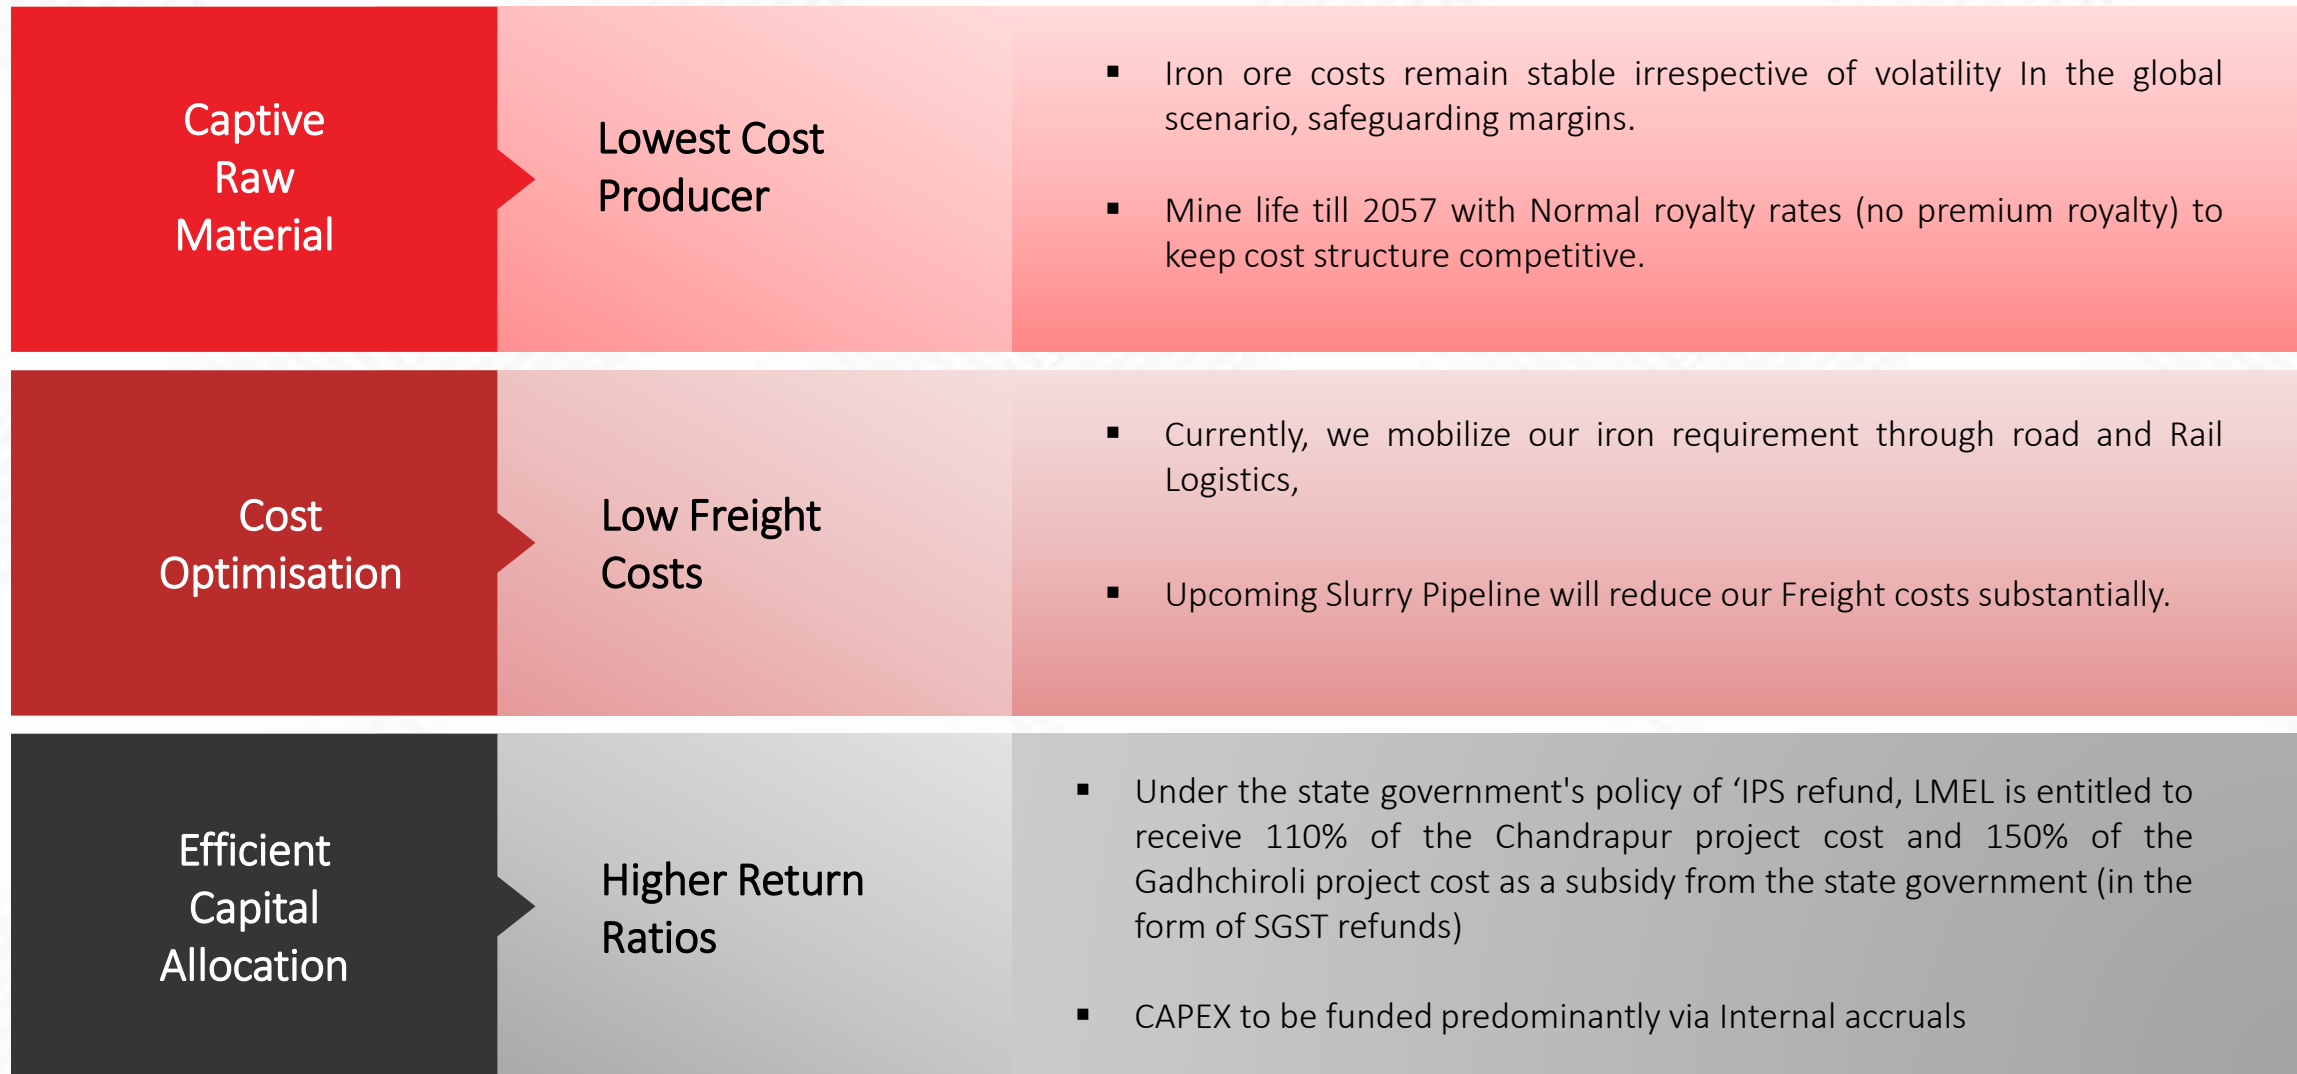 Captive
Raw
Material
Lowest Cost
Producer
▪ Iron ore costs remain stable irrespective of volatility In the global
scenario, safeguarding margins.
▪ Mine life till 2057 with Normal royalty rates (no premium royalty) to
keep cost structure competitive.
Cost
Optimisation
Low Freight
Costs
▪ Currently, we mobilize our iron requirement through road and Rail
Logistics,
▪ Upcoming Slurry Pipeline will reduce our Freight costs substantially.
Efficient
Capital
Allocation
Higher Return
Ratios
▪ Under the state government's policy of ‘IPS refund, LMEL is entitled to
receive 110% of the Chandrapur project cost and 150% of the
Gadhchiroli project cost as a subsidy from the state government (in the
form of SGST refunds)
▪ CAPEX to be funded predominantly via Internal accruals